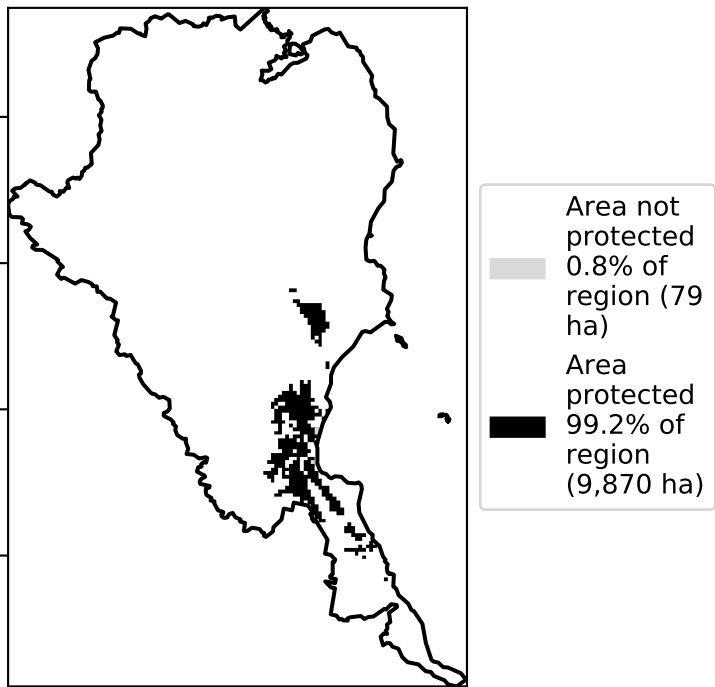 Area not
protected
0.8% of
region (79
ha)
Area
protected
99.2% of
region
(9,870 ha)